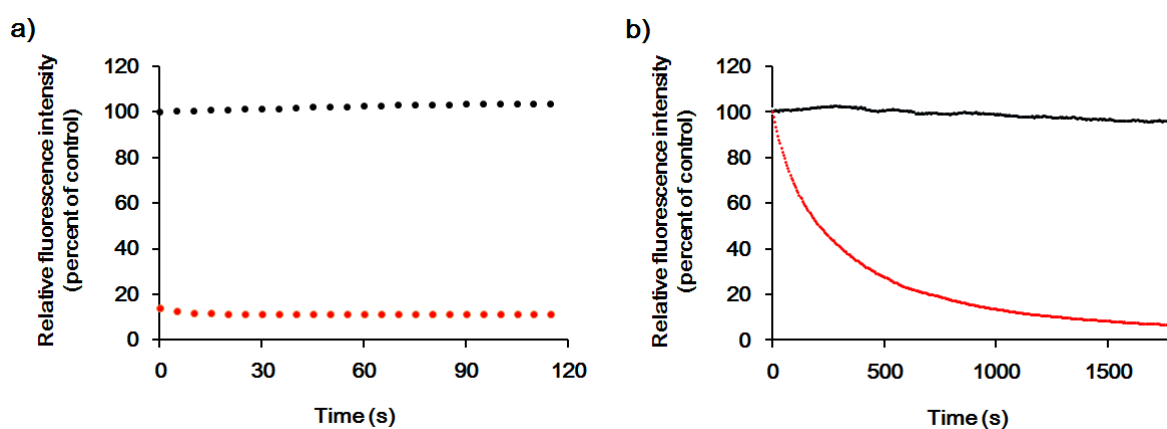 a)
Relative fluorescence intensity
(percent of control)
120
100
80
60
40
20
0
0 30 60 90 120
Time (s)
b)
Relative fluorescence intensity
(percent of control)
120
100
80
60
40
20
0
0 500 1000 1500
Time (s)